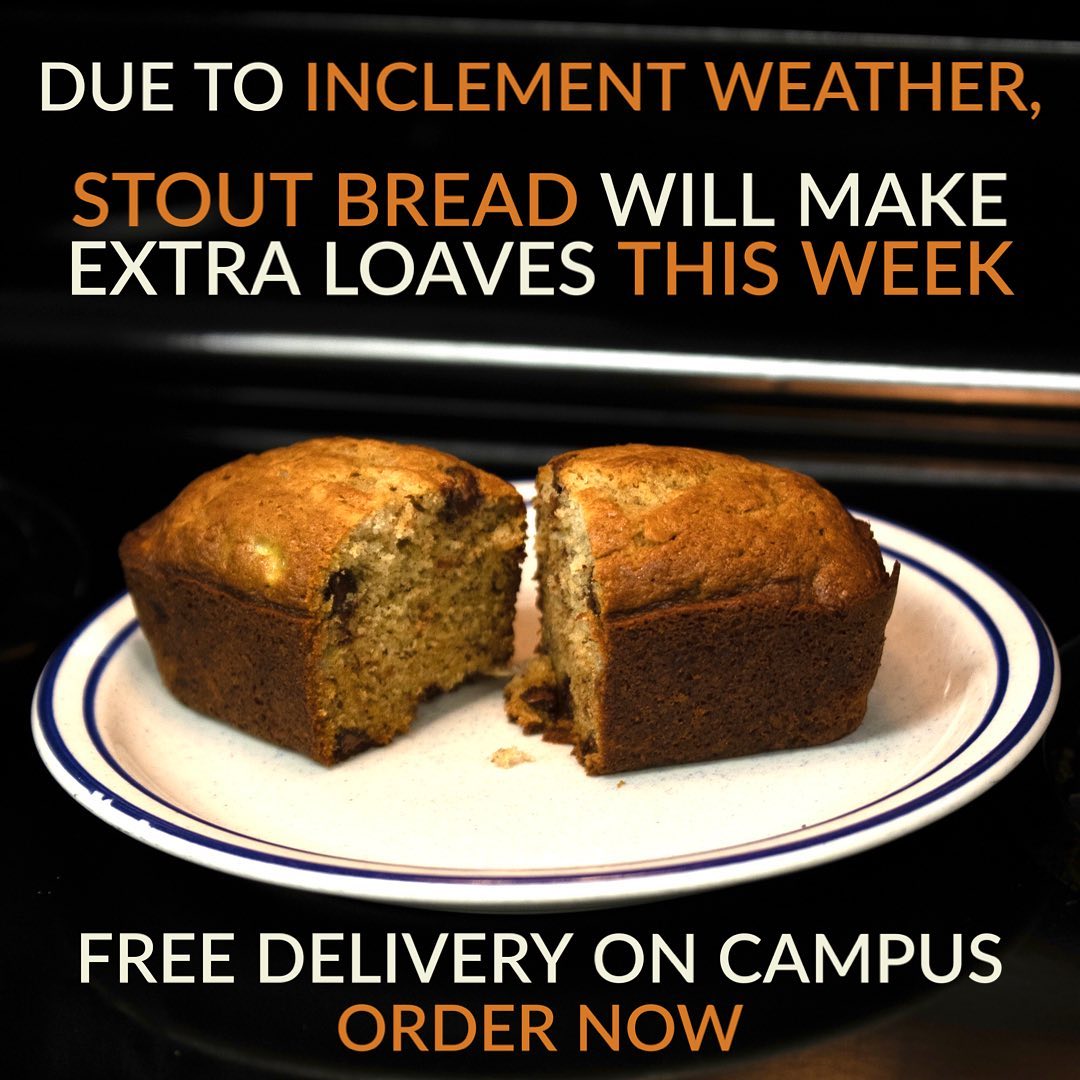 DUE TO INCLEMENT WEATHER,
STOUT BREAD WILL MAKE
EXTRA LOAVES THIS WEEK
FREE DELIVERY ON CAMPUS
ORDER NOW